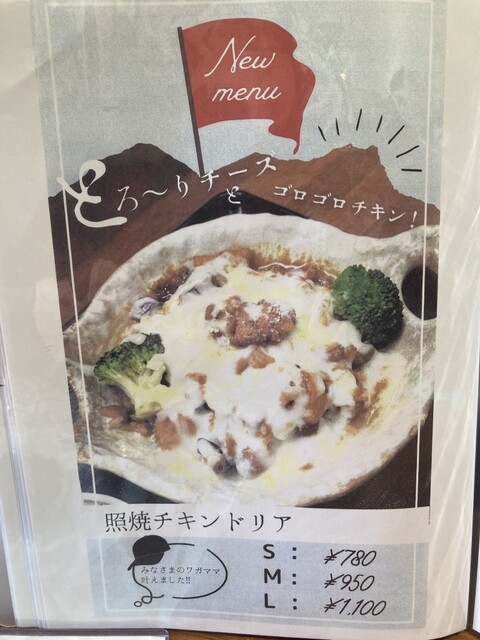 New
menu
とろ〜りチーズ
と
ゴロゴロチキン!
照焼チキンドリア
みなさまのワガママ
叶えました!!
S: ¥780
M: ¥950
L: ¥1,100